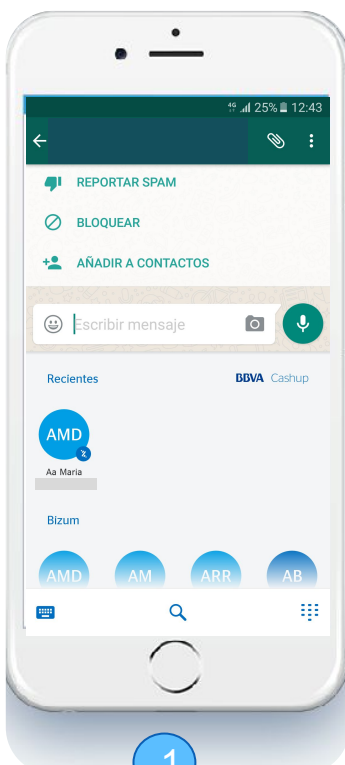 4G 25% 12:43
REPORTAR SPAM
BLOQUEAR
AÑADIR A CONTACTOS
Escribir mensaje
Recientes BBVA Cashup
AMD
Aa Maria
Bizum
AMD AM ARR AB
1